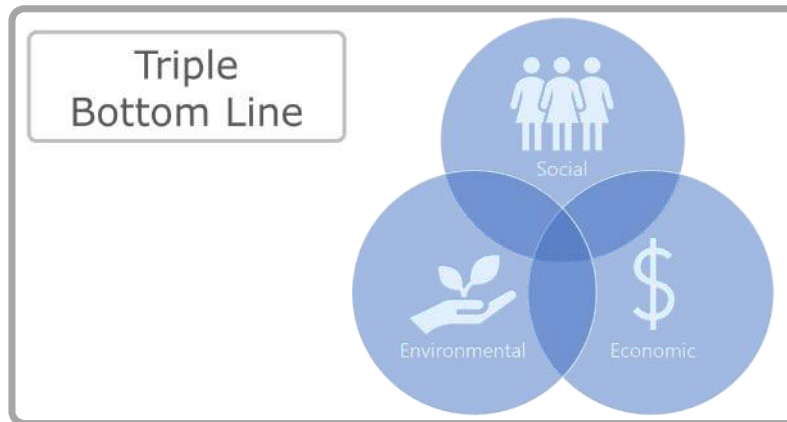 Triple
Bottom Line
Social
Environmental
Economic